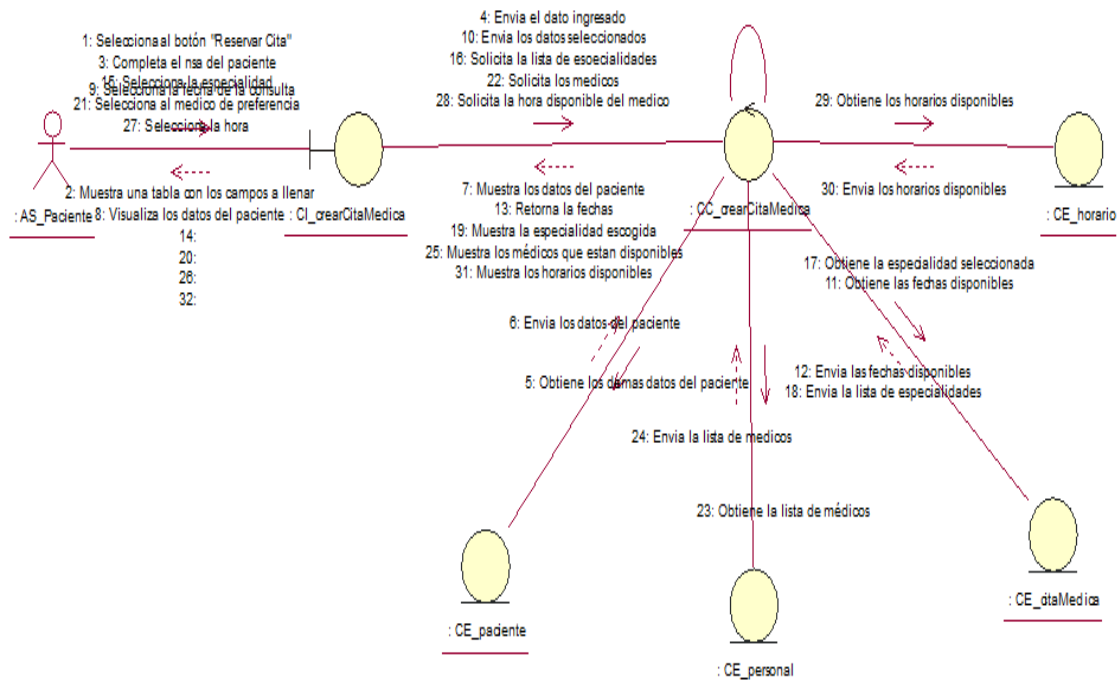 4: Envia el dato ingresado
1: Selecciona al botón "Reservar Cita"
10: Envia los datos seleccionados
3: Completa el nsa del paciente
16: Solicita la lista de esoecialidades
15: Selecciona la especialidad
9: Selecciona la fecha de la consulta
22: Solicita los medicos
21: Selecciona al medico de preferencia
28: Solicita la hora disponible del medico
29: Obtiene los horarios disponibles
27: Selecciona la hora
2: Muestra una tabla con los campos a llenar
7: Muestra los datos del paciente
30: Envia los horarios disponibles
8: Visualiza los datos del paciente
13: Retorna la fechas
: AS_Paciente
: CI_crearCitaMedica
: CC_crearCitaMedica
: CE_horario
14:
19: Muestra la especialidad escogida
20:
25: Muestra los médicos que estan disponibles
26:
31: Muestra los horarios disponibles
32:
17: Obtiene la especialidad seleccionada
11: Obtiene las fechas disponibles
6: Envia los datos del paciente
12: Envia las fechas disponibles
5: Obtiene los damas datos del paciente
18: Envia la lista de especialidades
24: Envia la lista de medicos
23: Obtiene la lista de médicos
: CE_paciente
: CE_personal
: CE_citaMedica